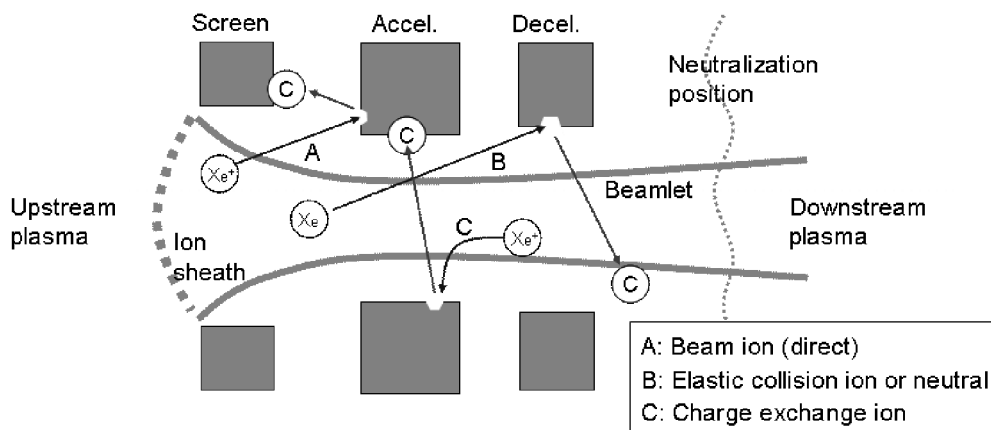 Screen
Accel.
Decel.
Neutralization
position
C
C
A
Xe+
B
Xe
Beamlet
Upstream
plasma
Ion
sheath
C
Xe+
C
Downstream
plasma
A: Beam ion (direct)
B: Elastic collision ion or neutral
C: Charge exchange ion